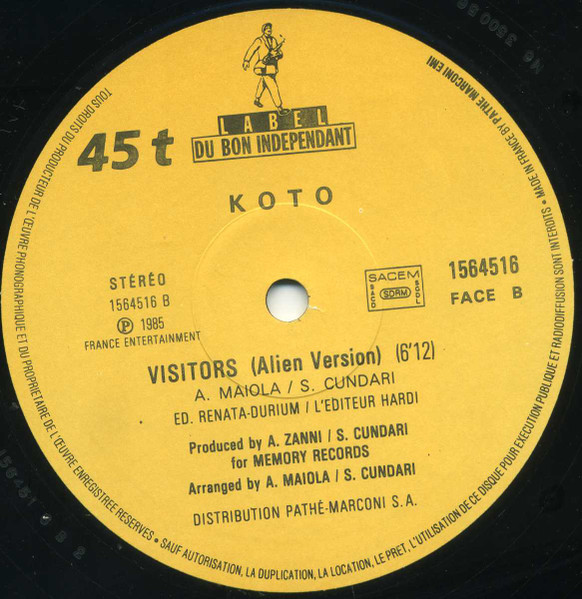 LABEL
DU BON INDEPENDANT
45 t
KOTO
STÉRÉO
1564516 B
℗ 1985
FRANCE ENTERTAINMENT
SACEM
SACD
SDRM
SGDL
1564516
FACE B
VISITORS (Alien Version) (6'12)
A. MAIOLA / S. CUNDARI
ED. RENATA-DURIUM / L'EDITEUR HARDI
Produced by A. ZANNI / S. CUNDARI
for MEMORY RECORDS
Arranged by A. MAIOLA / S. CUNDARI
DISTRIBUTION PATHÉ-MARCONI S.A.
TOUS DROITS DU PRODUCTEUR DE L'ŒUVRE PHONOGRAPHIQUE ET DU PROPRIETAIRE DE L'ŒUVRE ENREGISTREE RESERVES • SAUF AUTORISATION, LA DUPLICATION, LA LOCATION, LE PRET, L'UTILISATION DE CE DISQUE POUR EXECUTION PUBLIQUE ET RADIODIFFUSION SONT INTERDITS • MADE IN FRANCE BY PATHE MARCONI EMI